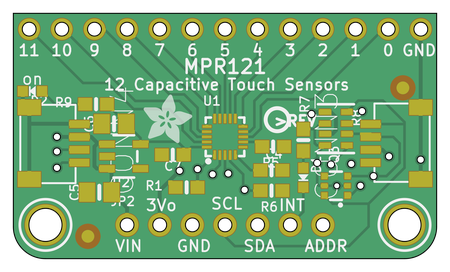 11 10 9 8 7 6 5 4 3 2 1 0 GND
MPR121
12 Capacitive Touch Sensors
on
R9
U1
R7
REV
C5
R1
JP2
3Vo
SCL
R6
INT
VIN GND SDA ADDR